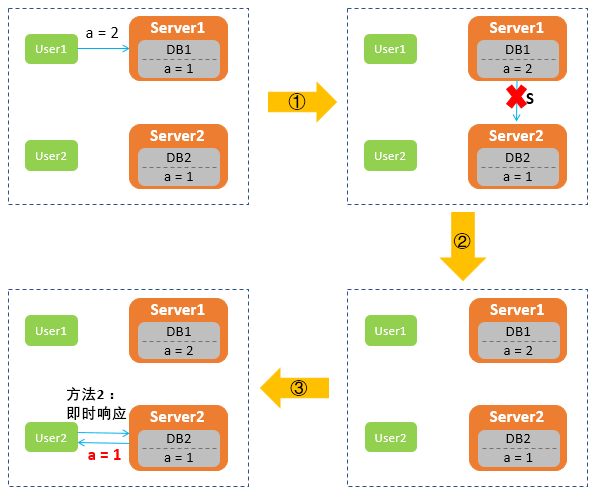 Server1
User1
a = 2
DB1
a = 1
Server2
User2
DB2
a = 1
①
Server1
User1
DB1
a = 2
S
Server2
User2
DB2
a = 1
②
Server1
User1
DB1
a = 2
Server2
User2
DB2
a = 1
③
Server1
User1
DB1
a = 2
方法2：
即时响应
Server2
User2
DB2
a = 1
a = 1